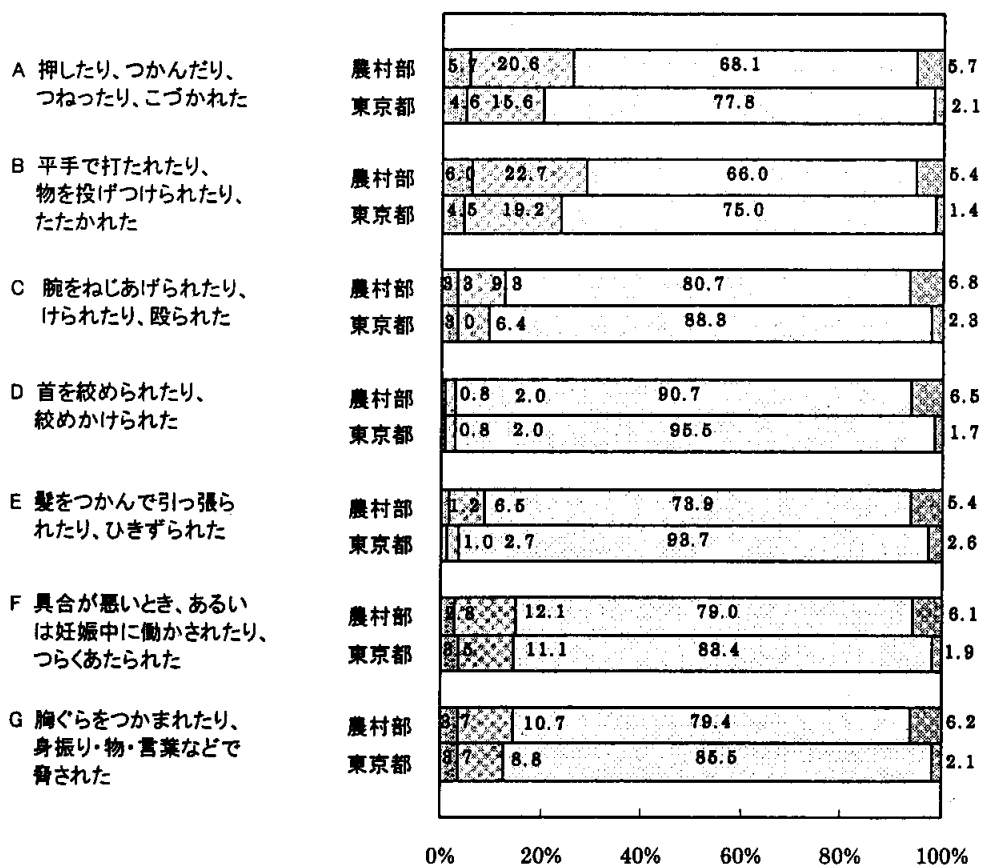 A 押したり、つかんだり、
つねったり、こづかれた
農村部 5.7 20.6 68.1 5.7
東京都 4.6 15.6 77.8 2.1
B 平手で打たれたり、
物を投げつけられたり、
たたかれた
農村部 6.0 22.7 66.0 5.4
東京都 4.5 19.2 75.0 1.4
C 腕をねじあげられたり、
けられたり、殴られた
農村部 3.3 9.3 80.7 6.8
東京都 3.0 6.4 88.3 2.3
D 首を絞められたり、
絞めかけられた
農村部 0.8 2.0 90.7 6.5
東京都 0.8 2.0 95.5 1.7
E 髪をつかんで引っ張ら
れたり、ひきずられた
農村部 1.2 6.5 73.9 5.4
東京都 1.0 2.7 93.7 2.6
F 具合が悪いとき、あるい
は妊娠中に働かされたり、
つらくあたられた
農村部 2.8 12.1 79.0 6.1
東京都 3.5 11.1 83.4 1.9
G 胸ぐらをつかまれたり、
身振り・物・言葉などで
脅された
農村部 3.7 10.7 79.4 6.2
東京都 3.7 8.8 85.5 2.1
0% 20% 40% 60% 80% 100%